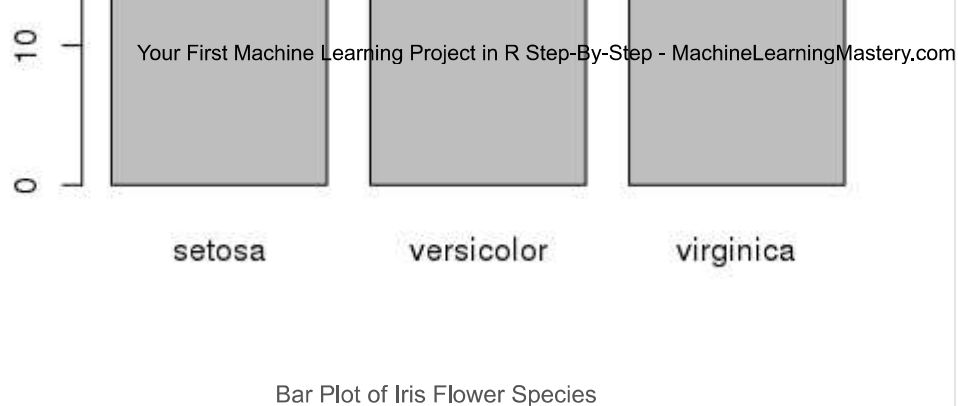 10
Your First Machine Learning Project in R Step-By-Step - MachineLearningMastery.com
0
setosa versicolor virginica
Bar Plot of Iris Flower Species